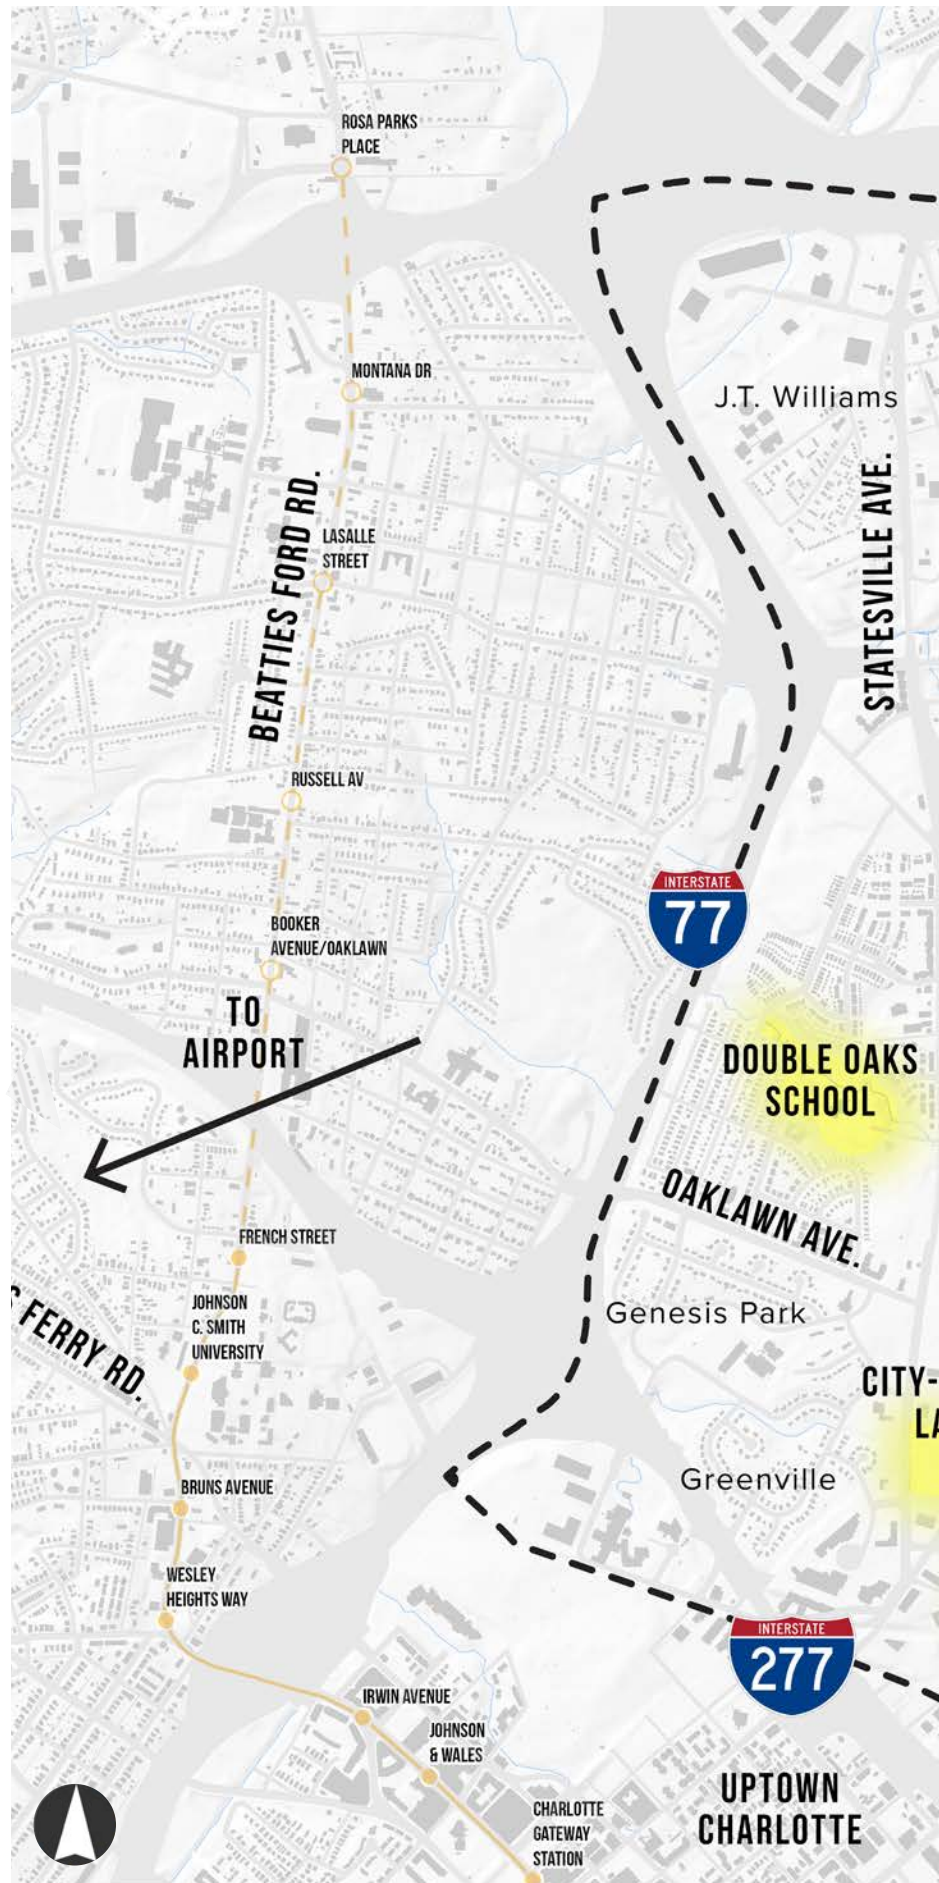 ROSA PARKS
PLACE
MONTANA DR
J.T. Williams
STATESVILLE AVE.
BEATTIES FORD RD.
LASALLE
STREET
RUSSELL AV
INTERSTATE
77
BOOKER
AVENUE/OAKLAWN
TO
AIRPORT
DOUBLE OAKS
SCHOOL
OAKLAWN AVE.
FRENCH STREET
JOHNSON
C. SMITH
UNIVERSITY
Genesis Park
S FERRY RD.
CITY-
LA
BRUNS AVENUE
Greenville
WESLEY
HEIGHTS WAY
INTERSTATE
277
IRWIN AVENUE
JOHNSON
& WALES
CHARLOTTE
GATEWAY
STATION
UPTOWN
CHARLOTTE